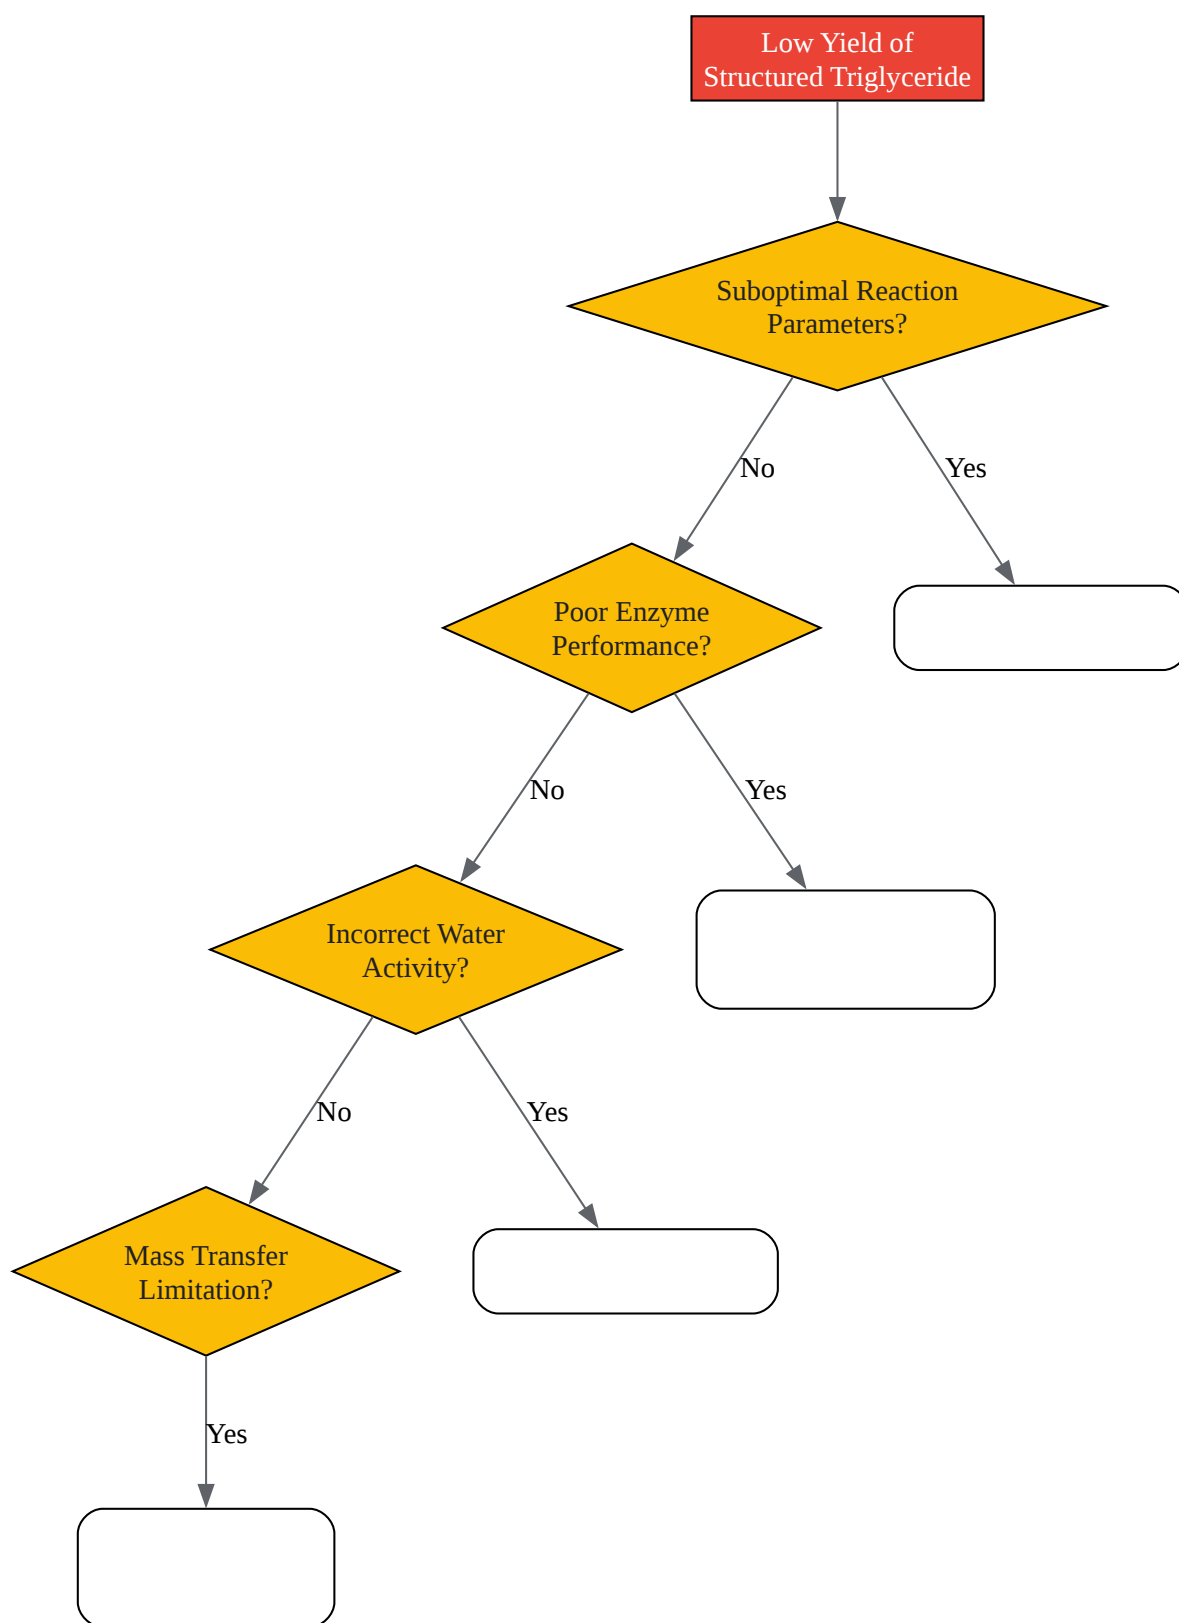 Low Yield of
Structured Triglyceride
Suboptimal Reaction
Parameters?
No
Yes
Poor Enzyme
Performance?
No
Yes
Incorrect Water
Activity?
No
Yes
Mass Transfer
Limitation?
Yes